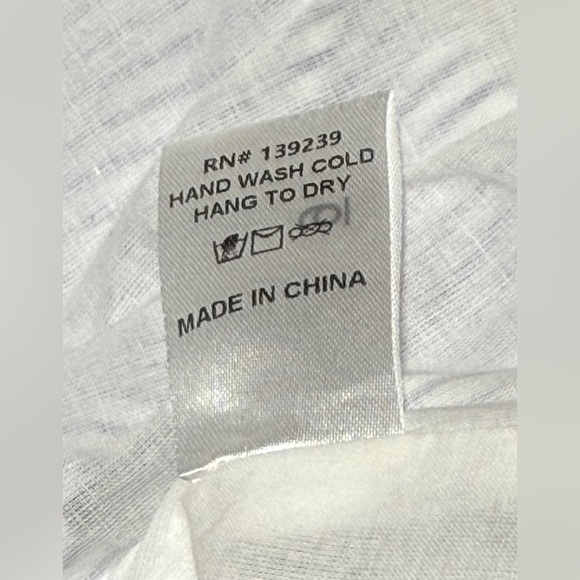 RN# 139239
HAND WASH COLD
HANG TO DRY
MADE IN CHINA